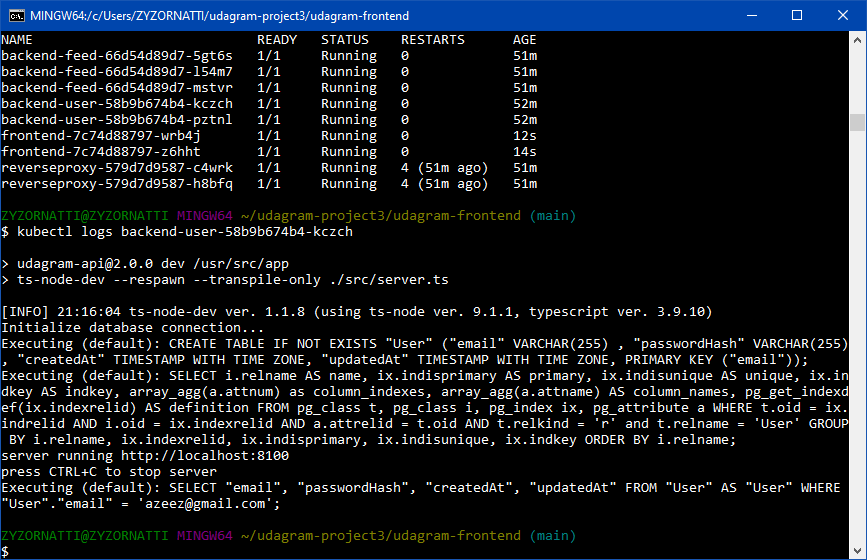 MINGW64:/c/Users/ZYZORNATTI/udagram-project3/udagram-frontend
NAME READY STATUS RESTARTS AGE
backend-feed-66d54d89d7-5gt6s 1/1 Running 0 51m
backend-feed-66d54d89d7-l54m7 1/1 Running 0 51m
backend-feed-66d54d89d7-mstvr 1/1 Running 0 51m
backend-user-58b9b674b4-kczch 1/1 Running 0 52m
backend-user-58b9b674b4-pztnl 1/1 Running 0 52m
frontend-7c74d88797-wrb4j 1/1 Running 0 12s
frontend-7c74d88797-z6hht 1/1 Running 0 14s
reverseproxy-579d7d9587-c4wrk 1/1 Running 4 (51m ago) 51m
reverseproxy-579d7d9587-h8bfq 1/1 Running 4 (51m ago) 51m
ZYZORNATTI@ZYZORNATTI MINGW64 ~/udagram-project3/udagram-frontend (main)
$ kubectl logs backend-user-58b9b674b4-kczch
> udagram-api@2.0.0 dev /usr/src/app
> ts-node-dev --respawn --transpile-only ./src/server.ts
[INFO] 21:16:04 ts-node-dev ver. 1.1.8 (using ts-node ver. 9.1.1, typescript ver. 3.9.10)
Initialize database connection...
Executing (default): CREATE TABLE IF NOT EXISTS "User" ("email" VARCHAR(255) , "passwordHash" VARCHAR(255)
, "createdAt" TIMESTAMP WITH TIME ZONE, "updatedAt" TIMESTAMP WITH TIME ZONE, PRIMARY KEY ("email"));
Executing (default): SELECT i.relname AS name, ix.indisprimary AS primary, ix.indisunique AS unique, ix.in
dkey AS indkey, array_agg(a.attnum) as column_indexes, array_agg(a.attname) AS column_names, pg_get_indexd
ef(ix.indexrelid) AS definition FROM pg_class t, pg_class i, pg_index ix, pg_attribute a WHERE t.oid = ix.
indrelid AND i.oid = ix.indexrelid AND a.attrelid = t.oid AND t.relkind = 'r' and t.relname = 'User' GROUP
BY i.relname, ix.indexrelid, ix.indisprimary, ix.indisunique, ix.indkey ORDER BY i.relname;
server running http://localhost:8100
press CTRL+C to stop server
Executing (default): SELECT "email", "passwordHash", "createdAt", "updatedAt" FROM "User" AS "User" WHERE
"User"."email" = 'azeez@gmail.com';
ZYZORNATTI@ZYZORNATTI MINGW64 ~/udagram-project3/udagram-frontend (main)
$